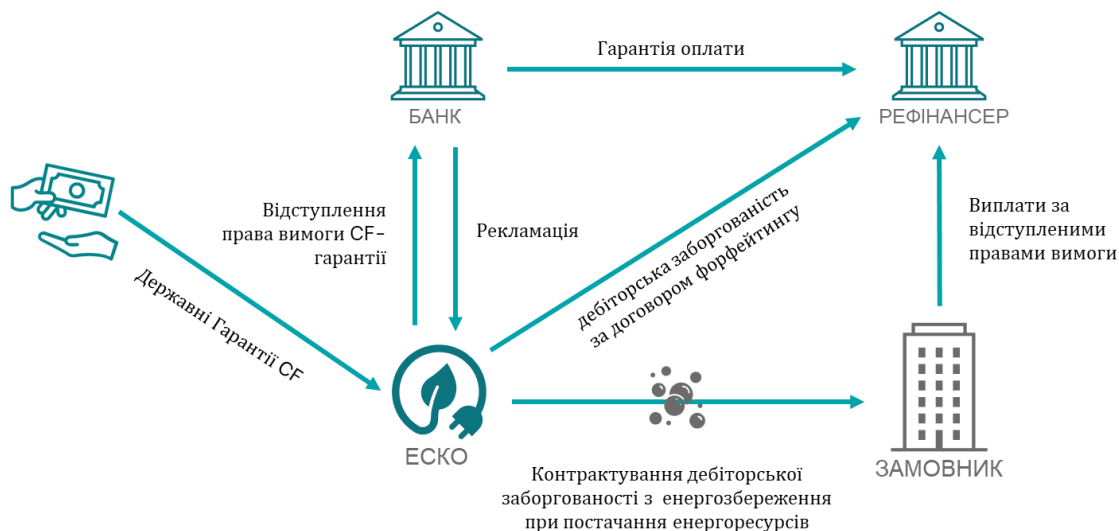 Гарантія оплати
БАНК
РЕФІНАНСЕР
Відступлення
права вимоги CF–
гарантії
Рекламація
дебіторська заборгованість
за договором форфейтингу
Виплати за
відступленими
правами вимоги
Державні Гарантії CF
ЕСКО
ЗАМОВНИК
Контрактування дебіторської
заборгованості з енергозбереження
при постачання енергоресурсів